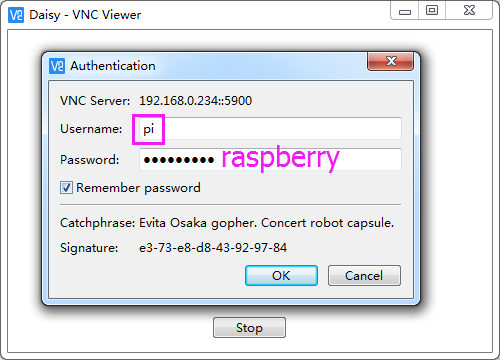 Daisy - VNC Viewer
Authentication
VNC Server: 192.168.0.234::5900
Username: pi
Password: ●●●●●●●●● raspberry
Remember password
Catchphrase: Evita Osaka gopher. Concert robot capsule.
Signature: e3-73-e8-d8-43-92-97-84
OK Cancel
Stop